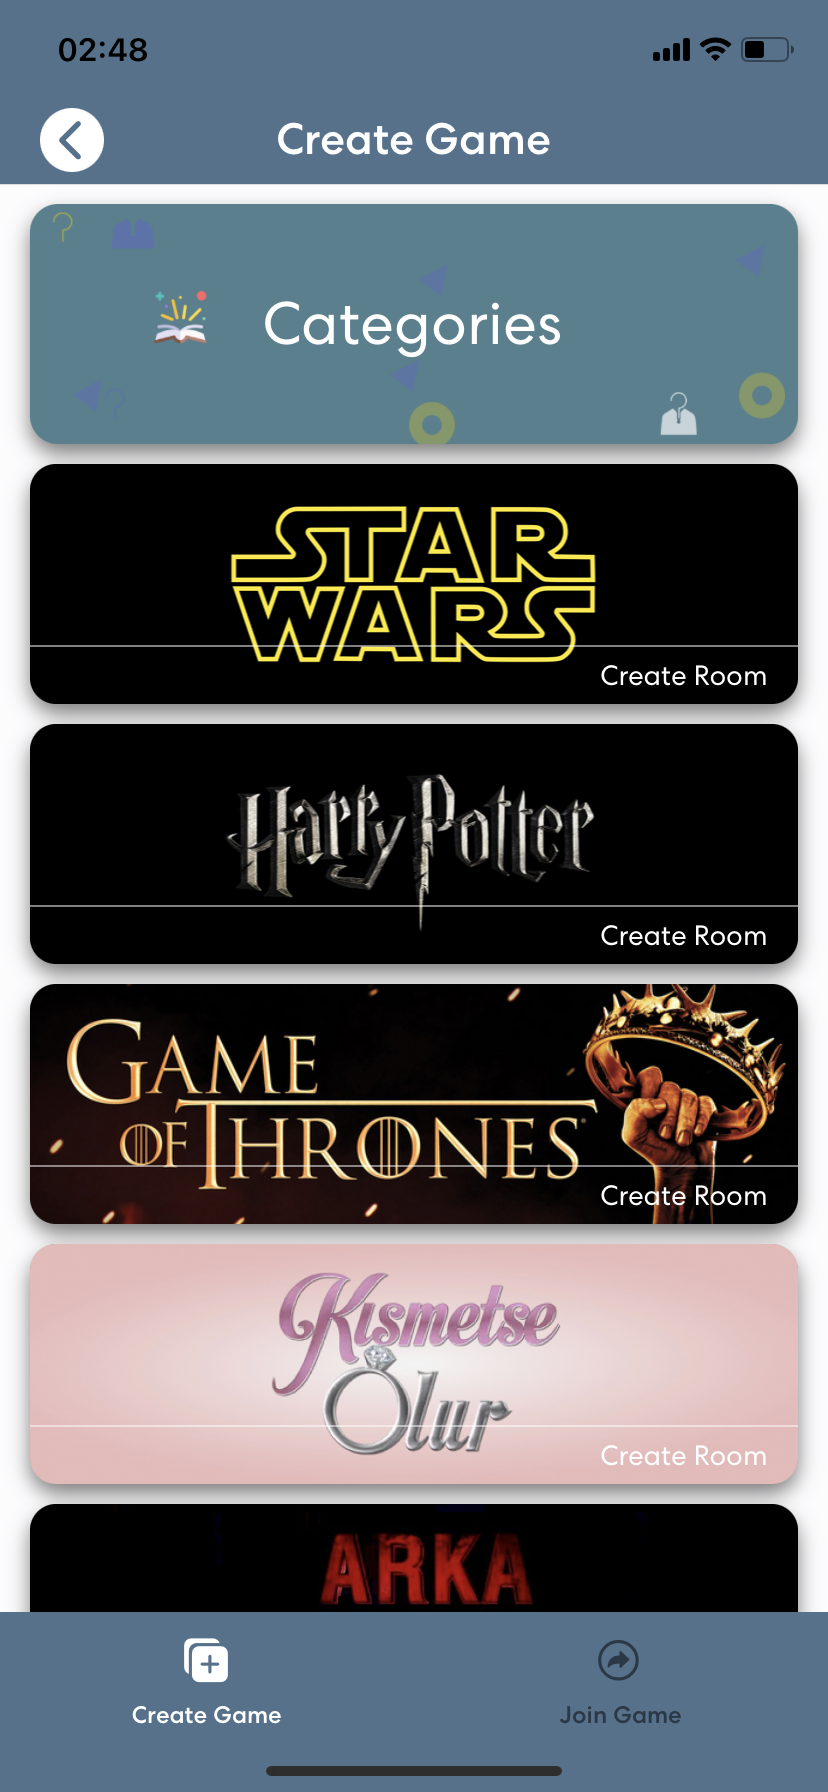 02:48
Create Game
Categories
STAR
WARS
Create Room
Harry Potter
Create Room
GAME
OF THRONES
Create Room
Kısmetse
Olur
Create Room
ARKA
Create Game
Join Game